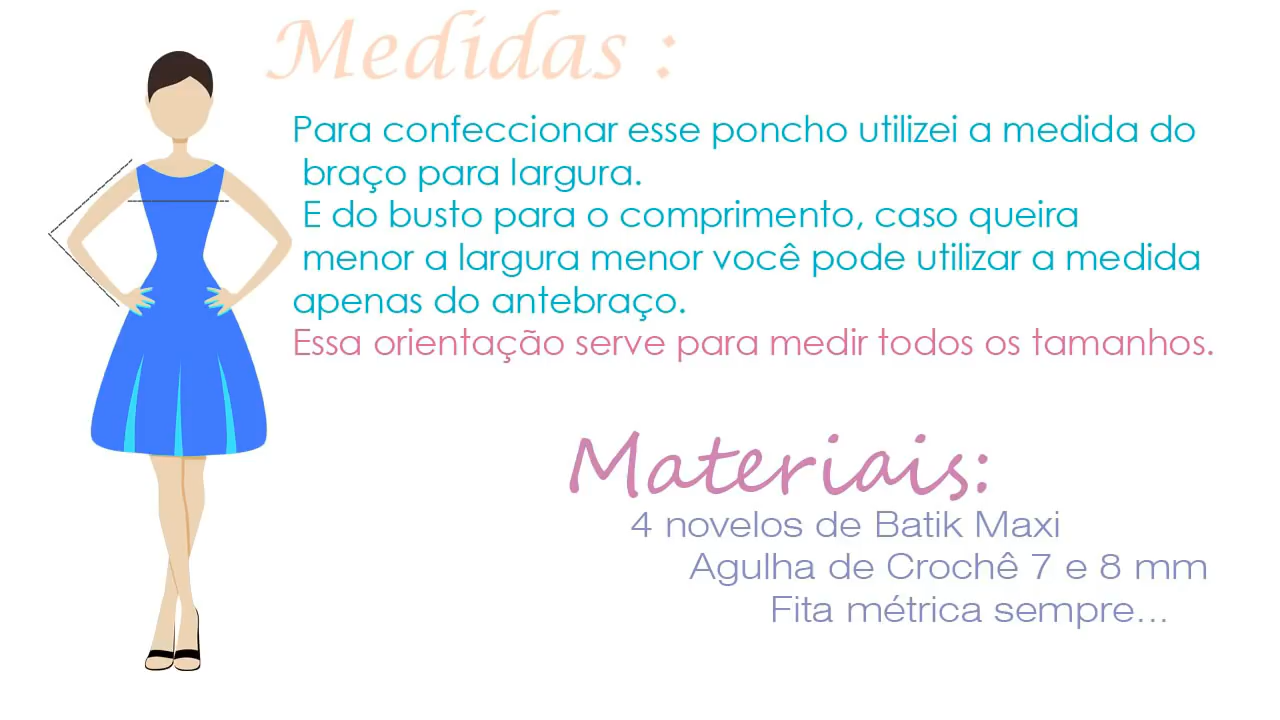 Medidas :
Para confeccionar esse poncho utilizei a medida do
braço para largura.
E do busto para o comprimento, caso queira
menor a largura menor você pode utilizar a medida
apenas do antebraço.
Essa orientação serve para medir todos os tamanhos.
Materiais:
4 novelos de Batik Maxi
Agulha de Crochê 7 e 8 mm
Fita métrica sempre...